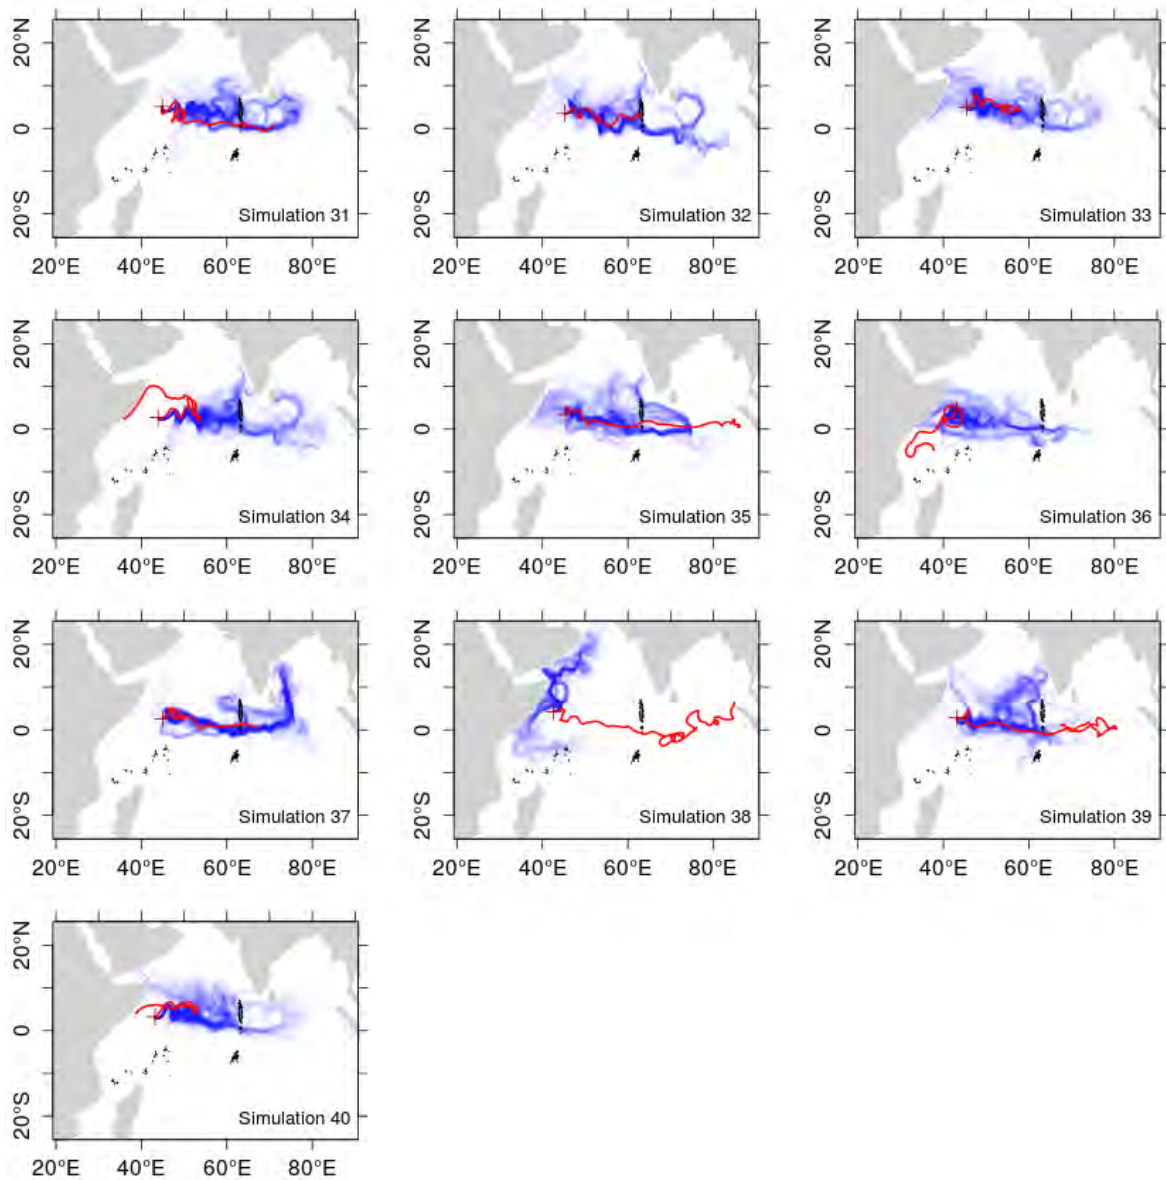 20°N
0
20°S
Simulation 31
20°E 40°E 60°E 80°E
20°N
0
20°S
Simulation 32
20°E 40°E 60°E 80°E
20°N
0
20°S
Simulation 33
20°E 40°E 60°E 80°E
20°N
0
20°S
Simulation 34
20°E 40°E 60°E 80°E
20°N
0
20°S
Simulation 35
20°E 40°E 60°E 80°E
20°N
0
20°S
Simulation 36
20°E 40°E 60°E 80°E
20°N
0
20°S
Simulation 37
20°E 40°E 60°E 80°E
20°N
0
20°S
Simulation 38
20°E 40°E 60°E 80°E
20°N
0
20°S
Simulation 39
20°E 40°E 60°E 80°E
20°N
0
20°S
Simulation 40
20°E 40°E 60°E 80°E